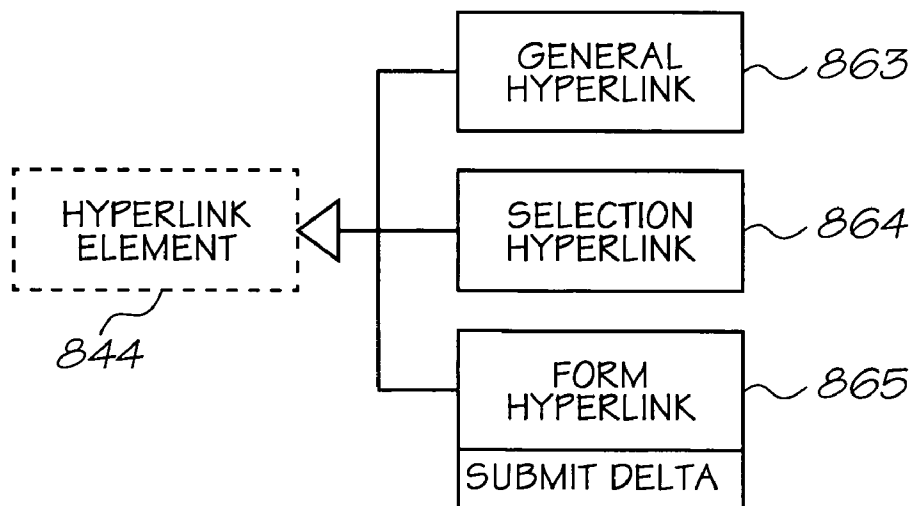 GENERAL
HYPERLINK
863
HYPERLINK
ELEMENT
844
SELECTION
HYPERLINK
864
FORM
HYPERLINK
865
SUBMIT DELTA